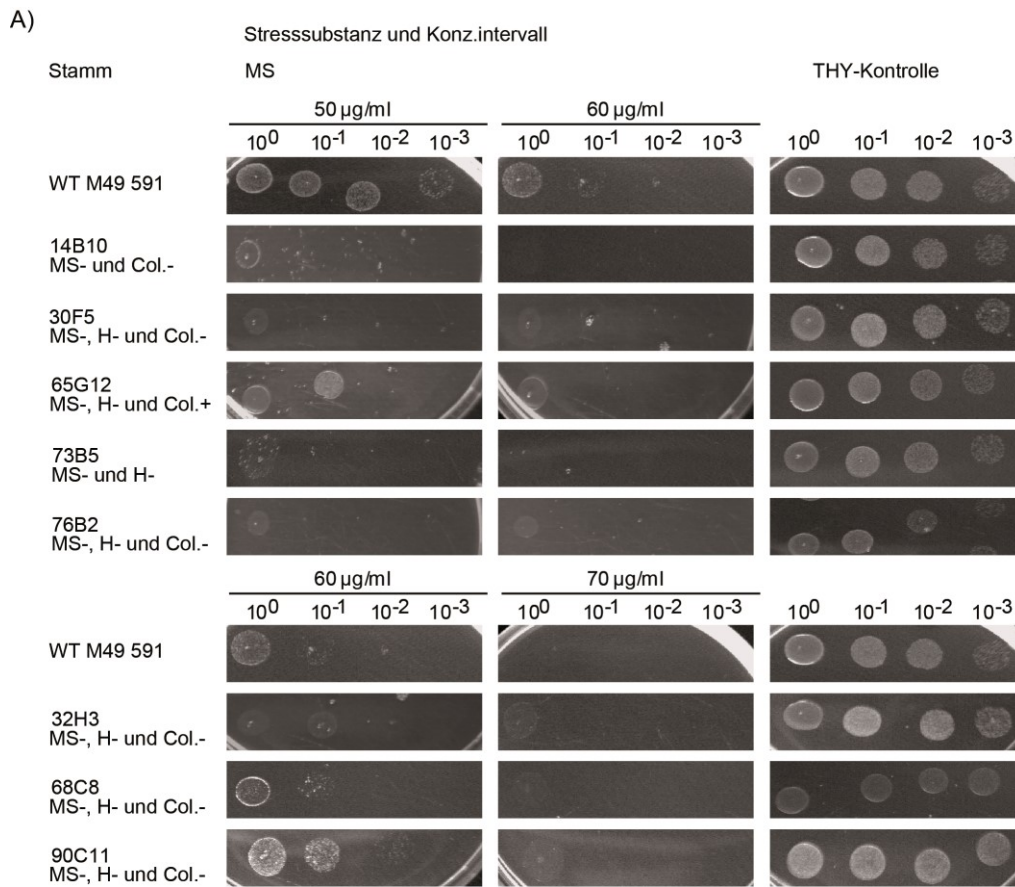 A)
Stresssubstanz und Konz.intervall
Stamm MS THY-Kontrolle
50 µg/ml 60 µg/ml
10⁰ 10⁻¹ 10⁻² 10⁻³ 10⁰ 10⁻¹ 10⁻² 10⁻³ 10⁰ 10⁻¹ 10⁻² 10⁻³
WT M49 591
14B10
MS- und Col.-
30F5
MS-, H- und Col.-
65G12
MS-, H- und Col.+
73B5
MS- und H-
76B2
MS-, H- und Col.-
60 µg/ml 70 µg/ml
10⁰ 10⁻¹ 10⁻² 10⁻³ 10⁰ 10⁻¹ 10⁻² 10⁻³ 10⁰ 10⁻¹ 10⁻² 10⁻³
WT M49 591
32H3
MS-, H- und Col.-
68C8
MS-, H- und Col.-
90C11
MS-, H- und Col.-